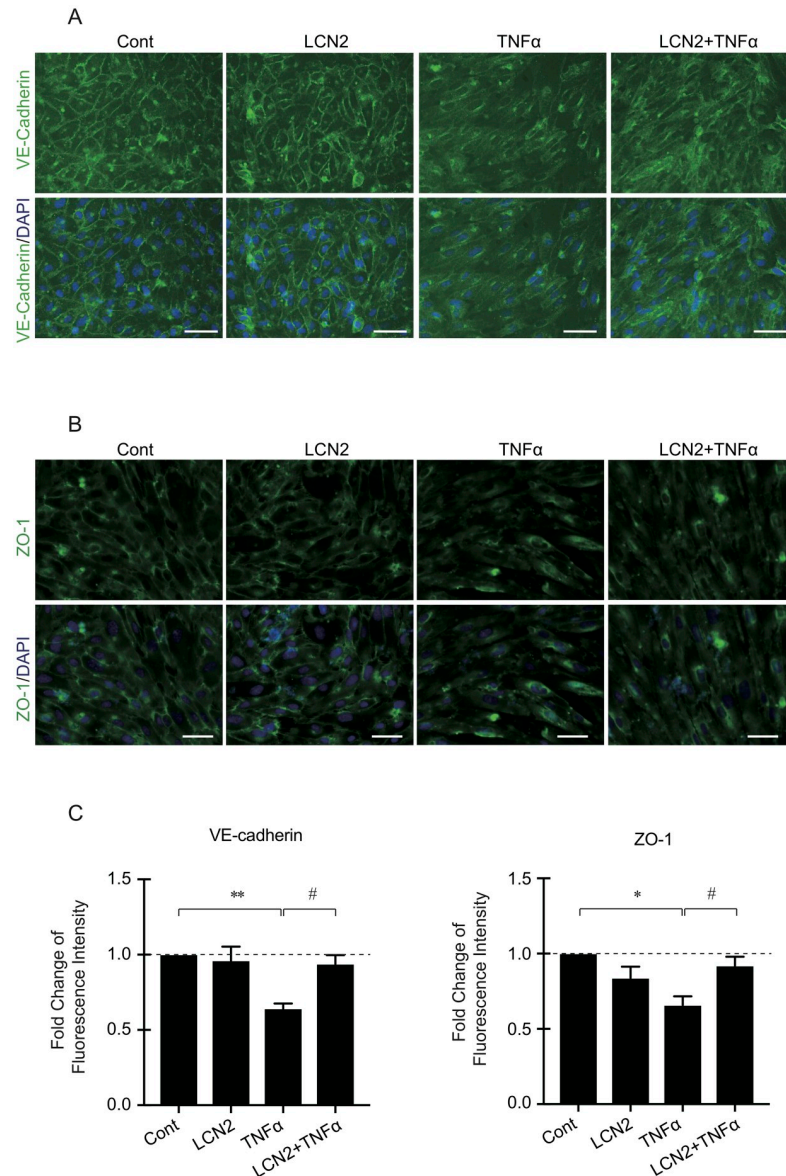 A
Cont LCN2 TNFα LCN2+TNFα
VE-Cadherin
VE-Cadherin/DAPI
B
Cont LCN2 TNFα LCN2+TNFα
ZO-1
ZO-1/DAPI
C
VE-cadherin
Fold Change of
Fluorescence Intensity
1.5
1.0
0.5
0.0
** #
Cont LCN2 TNFα LCN2+TNFα
ZO-1
Fold Change of
Fluorescence Intensity
1.5
1.0
0.5
0.0
* #
Cont LCN2 TNFα LCN2+TNFα